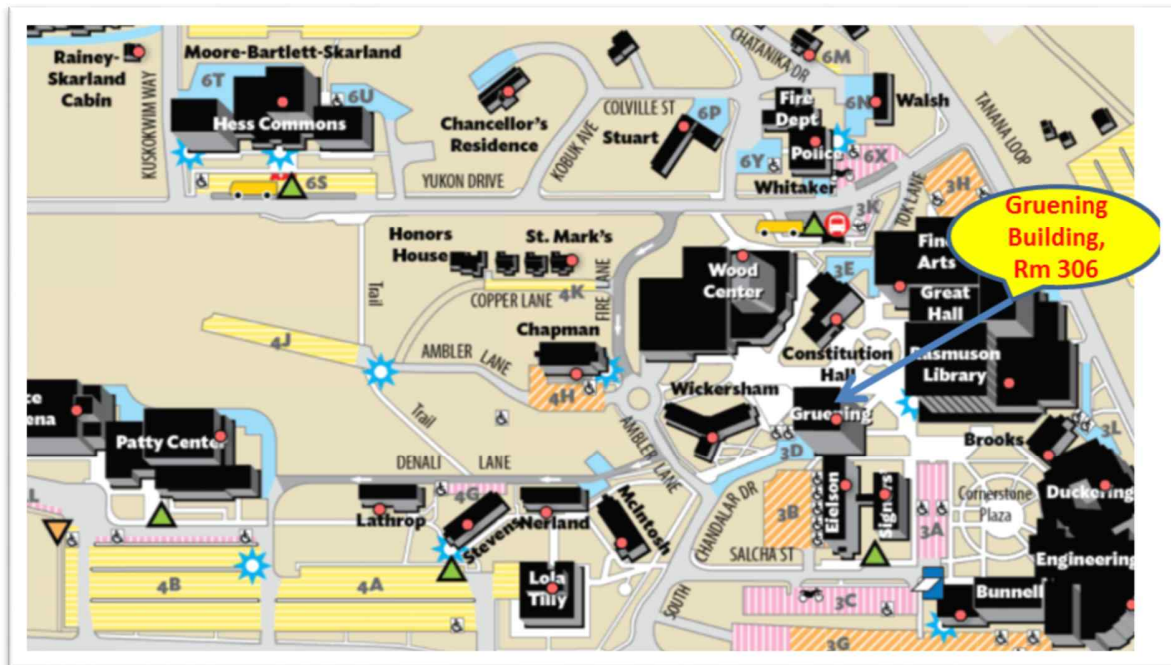 Rainey-
Skarland
Cabin
KUSKOKWIM WAY
Moore-Bartlett-Skarland
6T
6U
Hess Commons
6S
YUKON DRIVE
Chancellor's
Residence
KOBUK AVE
COLVILLE ST
Stuart
6P
CHATANIKA DR
6M
Fire
Dept
6N
Walsh
6Y
Police
6X
Whitaker
TANANA LOOP
TOK LANE
3H
3K
Gruening
Building,
Rm 306
Honors
House
St. Mark's
Trail
COPPER LANE
4K
FIRE LANE
Wood
Center
3E
Fine
Arts
Great
Hall
Chapman
4J
AMBLER LANE
4H
Constitution
Hall
Rasmuson
Library
Wickersham
Gruening
Patty Center
Trail
AMBLER LANE
DENALI LANE
3D
Brooks
3L
4G
Lathrop
Stevens
Nerland
McIntosh
CHANDALAR DR
3B
Eielson
Signers'
3A
Cornerstone
Plaza
Duckering
SALCHA ST
Engineering
4B
4A
Lola
Tilly
SOUTH
3C
Bunnell
3G